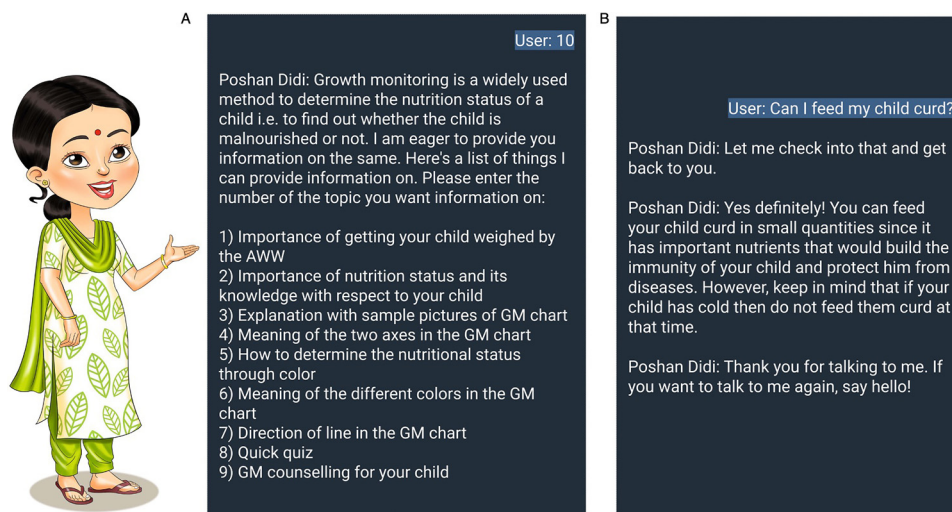 A
User: 10
Poshan Didi: Growth monitoring is a widely used
method to determine the nutrition status of a
child i.e. to find out whether the child is
malnourished or not. I am eager to provide you
information on the same. Here's a list of things I
can provide information on. Please enter the
number of the topic you want information on:
1) Importance of getting your child weighed by
the AWW
2) Importance of nutrition status and its
knowledge with respect to your child
3) Explanation with sample pictures of GM chart
4) Meaning of the two axes in the GM chart
5) How to determine the nutritional status
through color
6) Meaning of the different colors in the GM
chart
7) Direction of line in the GM chart
8) Quick quiz
9) GM counselling for your child
B
User: Can I feed my child curd?
Poshan Didi: Let me check into that and get
back to you.
Poshan Didi: Yes definitely! You can feed
your child curd in small quantities since it
has important nutrients that would build the
immunity of your child and protect him from
diseases. However, keep in mind that if your
child has cold then do not feed them curd at
that time.
Poshan Didi: Thank you for talking to me. If
you want to talk to me again, say hello!